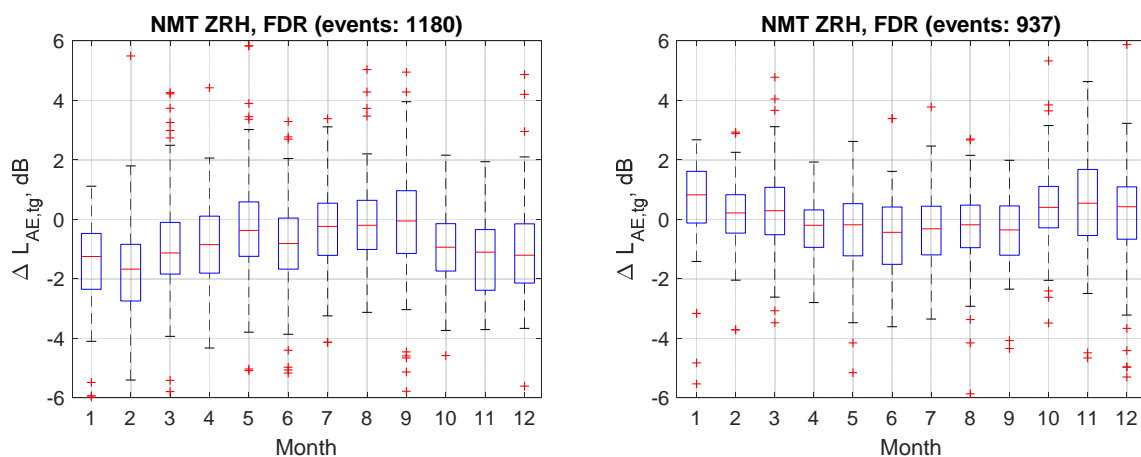 NMT ZRH, FDR (events: 1180)
6
4
2
0
-2
-4
-6
Δ L_AE,tg, dB
1 2 3 4 5 6 7 8 9 10 11 12
Month
NMT ZRH, FDR (events: 937)
6
4
2
0
-2
-4
-6
Δ L_AE,tg, dB
1 2 3 4 5 6 7 8 9 10 11 12
Month